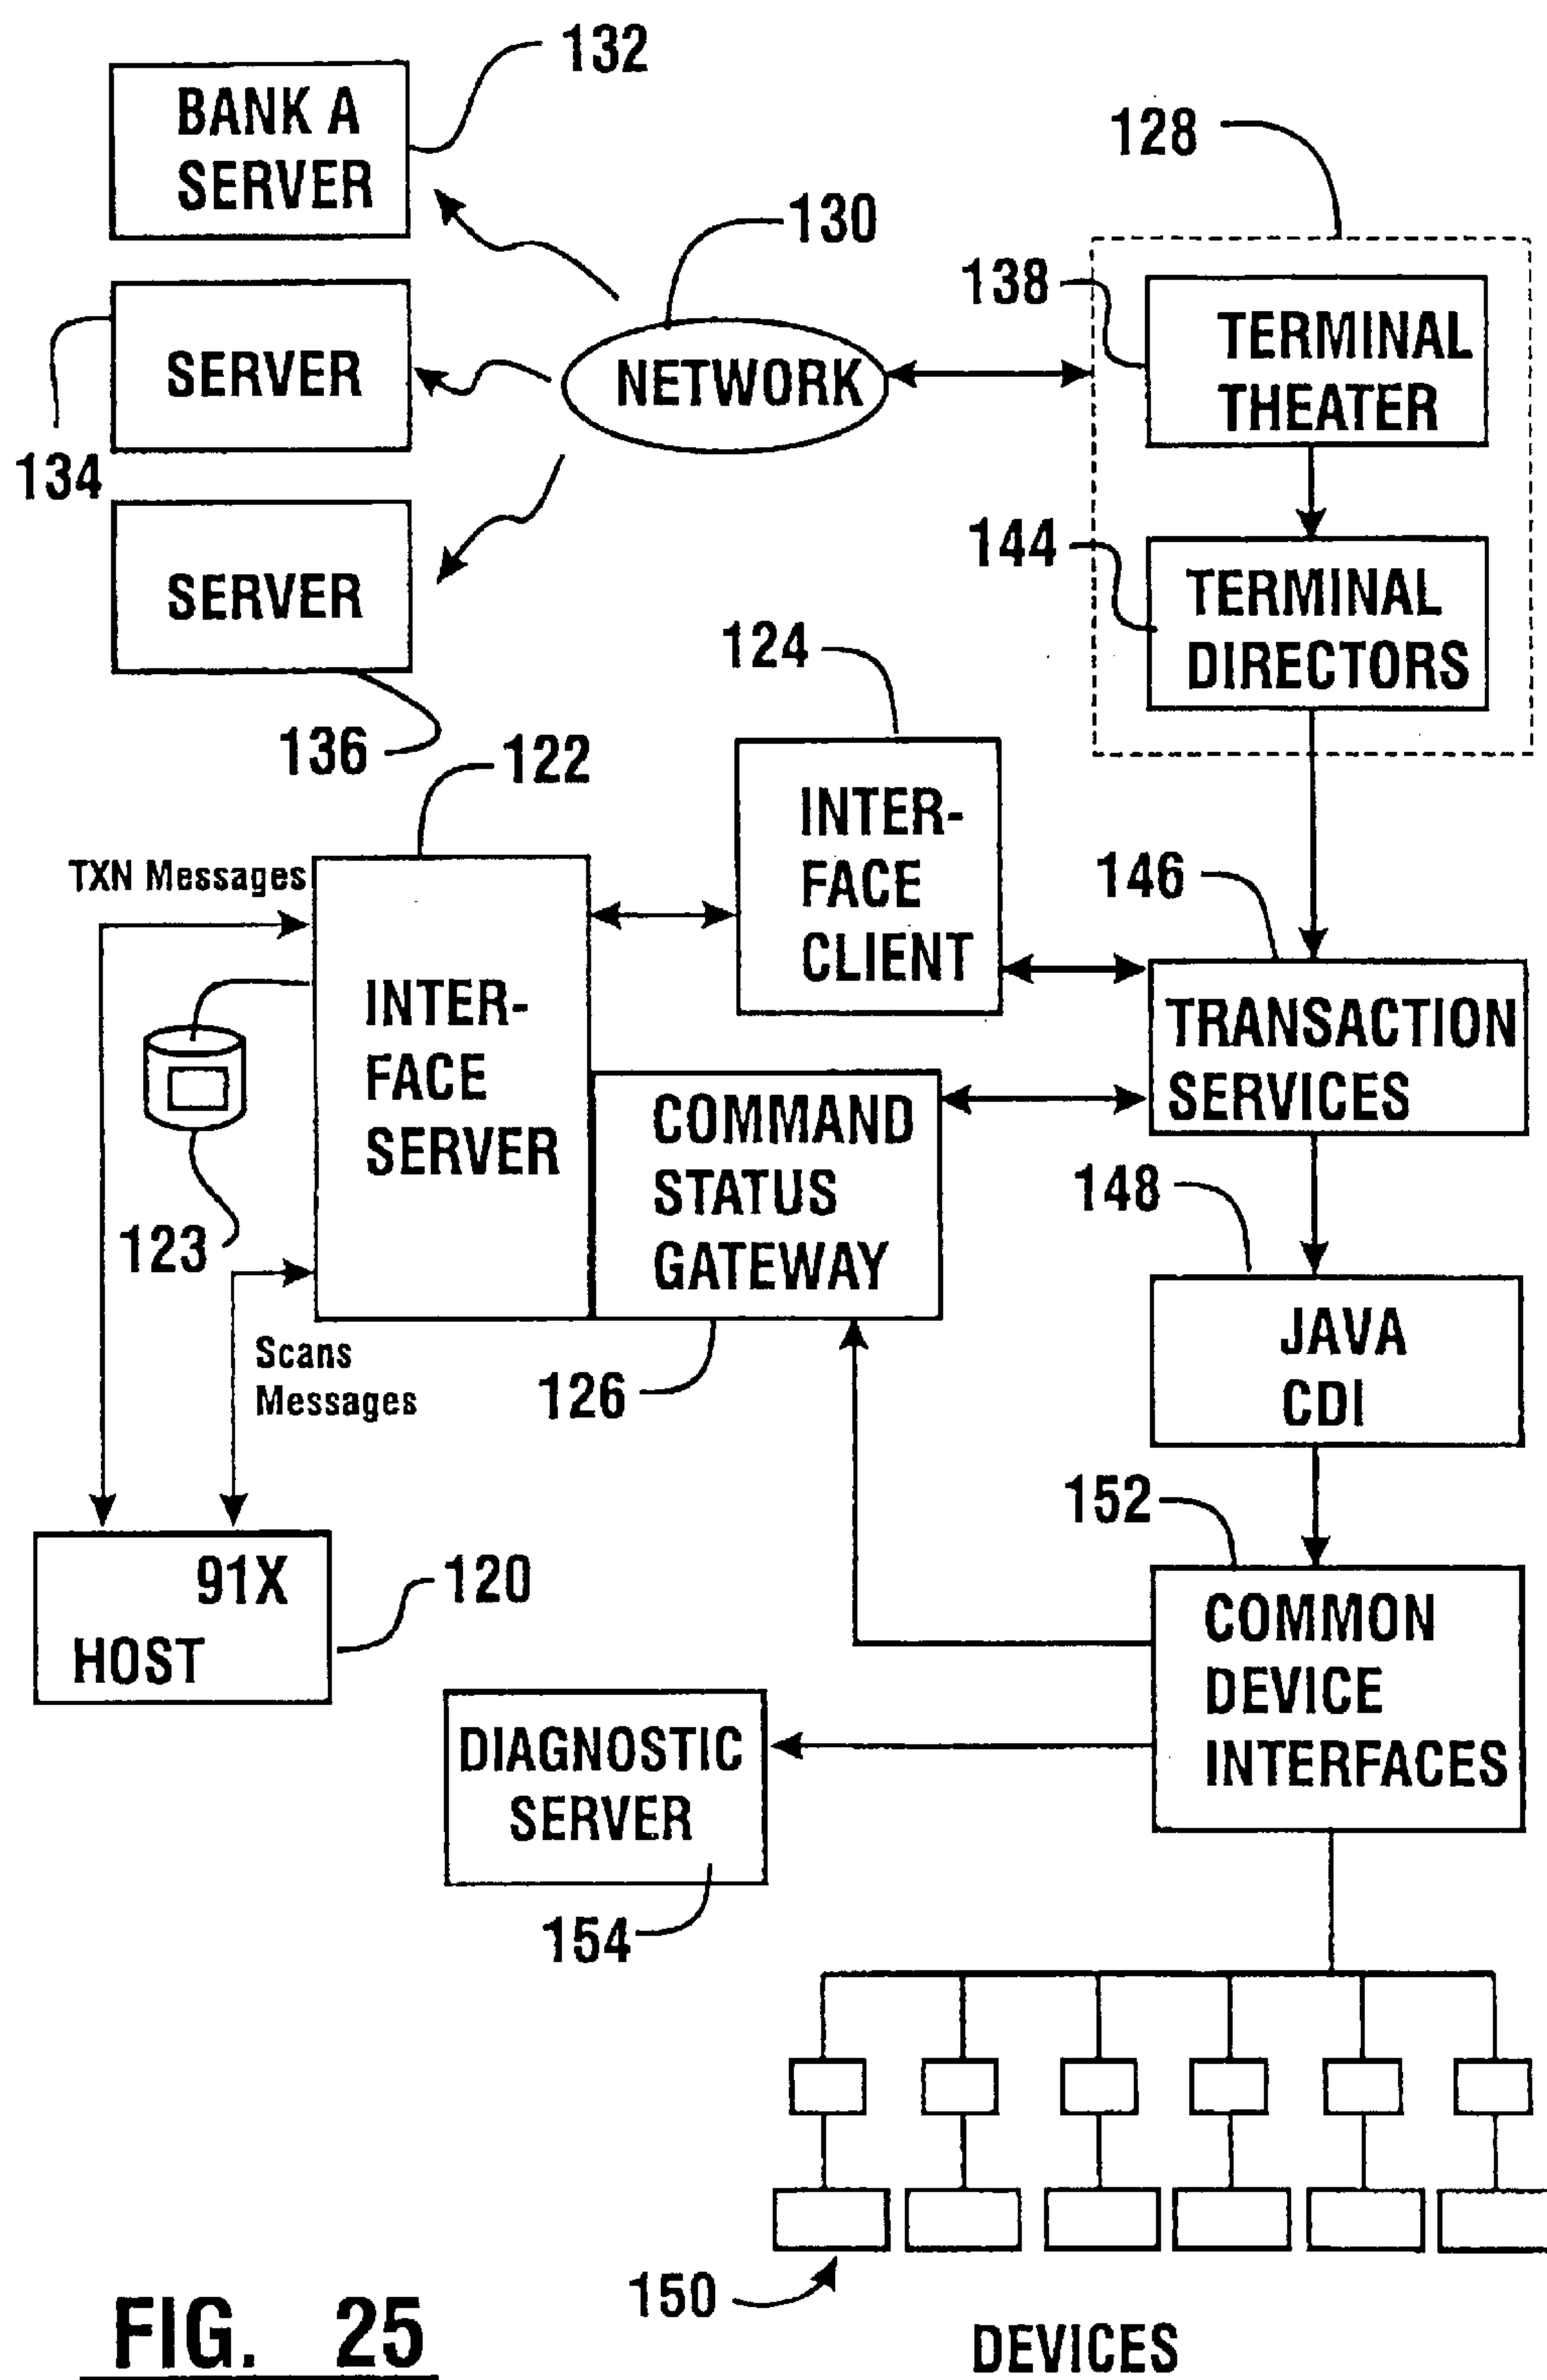 132
BANK A
SERVER
128
130
138
TERMINAL
THEATER
NETWORK
SERVER
134
144
TERMINAL
DIRECTORS
SERVER
124
136
122
INTER-
FACE
CLIENT
TXN Messages
146
INTER-
FACE
SERVER
TRANSACTION
SERVICES
COMMAND
STATUS
GATEWAY
148
123
Scans
Messages
126
JAVA
CDI
152
91X
HOST
120
COMMON
DEVICE
INTERFACES
DIAGNOSTIC
SERVER
154
150
DEVICES
FIG. 25